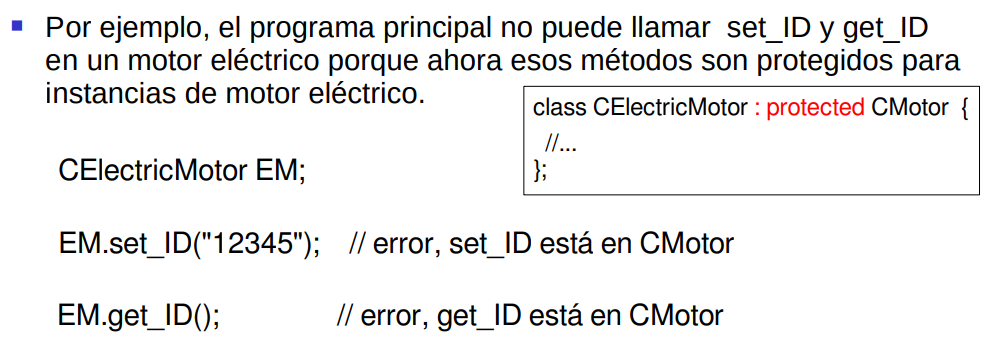 Por ejemplo, el programa principal no puede llamar set_ID y get_ID
en un motor eléctrico porque ahora esos métodos son protegidos para
instancias de motor eléctrico.
class CElectricMotor : protected CMotor {
//...
};
CElectricMotor EM;
EM.set_ID("12345"); // error, set_ID está en CMotor
EM.get_ID(); // error, get_ID está en CMotor